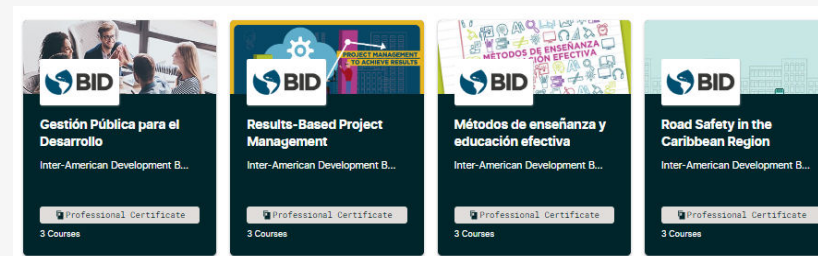 BID
Gestión Pública para el
Desarrollo
Inter-American Development B...
Professional Certificate
3 Courses
PROJECT MANAGEMENT
TO ACHIEVE RESULTS
BID
Results-Based Project
Management
Inter-American Development B...
Professional Certificate
3 Courses
MÉTODOS DE ENSEÑANZA
EFECTIVA
BID
Métodos de enseñanza y
educación efectiva
Inter-American Development B...
Professional Certificate
3 Courses
BID
Road Safety in the
Caribbean Region
Inter-American Development B...
Professional Certificate
3 Courses